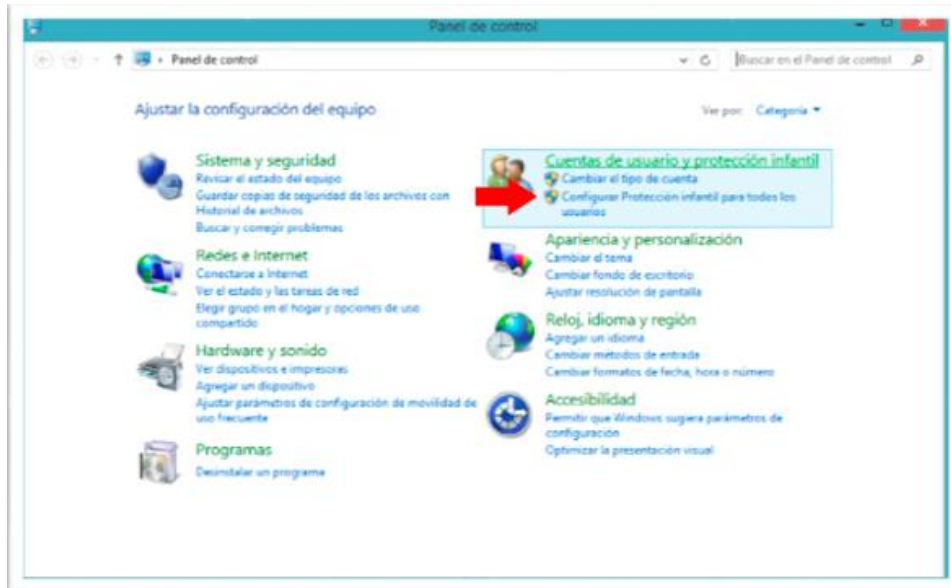 Panel de control
Panel de control
Buscar en el Panel de control
Ajustar la configuración del equipo
Ver por: Categoría
Sistema y seguridad
Revisar el estado del equipo
Guardar copias de seguridad de los archivos con
Historial de archivos
Buscar y corregir problemas
Redes e Internet
Conectarse a Internet
Ver el estado y las tareas de red
Elegir grupo en el hogar y opciones de uso
compartido
Hardware y sonido
Ver dispositivos e impresoras
Agregar un dispositivo
Ajustar parámetros de configuración de movilidad de
uso frecuente
Programas
Desinstalar un programa
Cuentas de usuario y protección infantil
Cambiar el tipo de cuenta
Configurar Protección infantil para todos los
usuarios
Apariencia y personalización
Cambiar el tema
Cambiar fondo de escritorio
Ajustar resolución de pantalla
Reloj, idioma y región
Agregar un idioma
Cambiar métodos de entrada
Cambiar formatos de fecha, hora o número
Accesibilidad
Permitir que Windows sugiera parámetros de
configuración
Optimizar la presentación visual